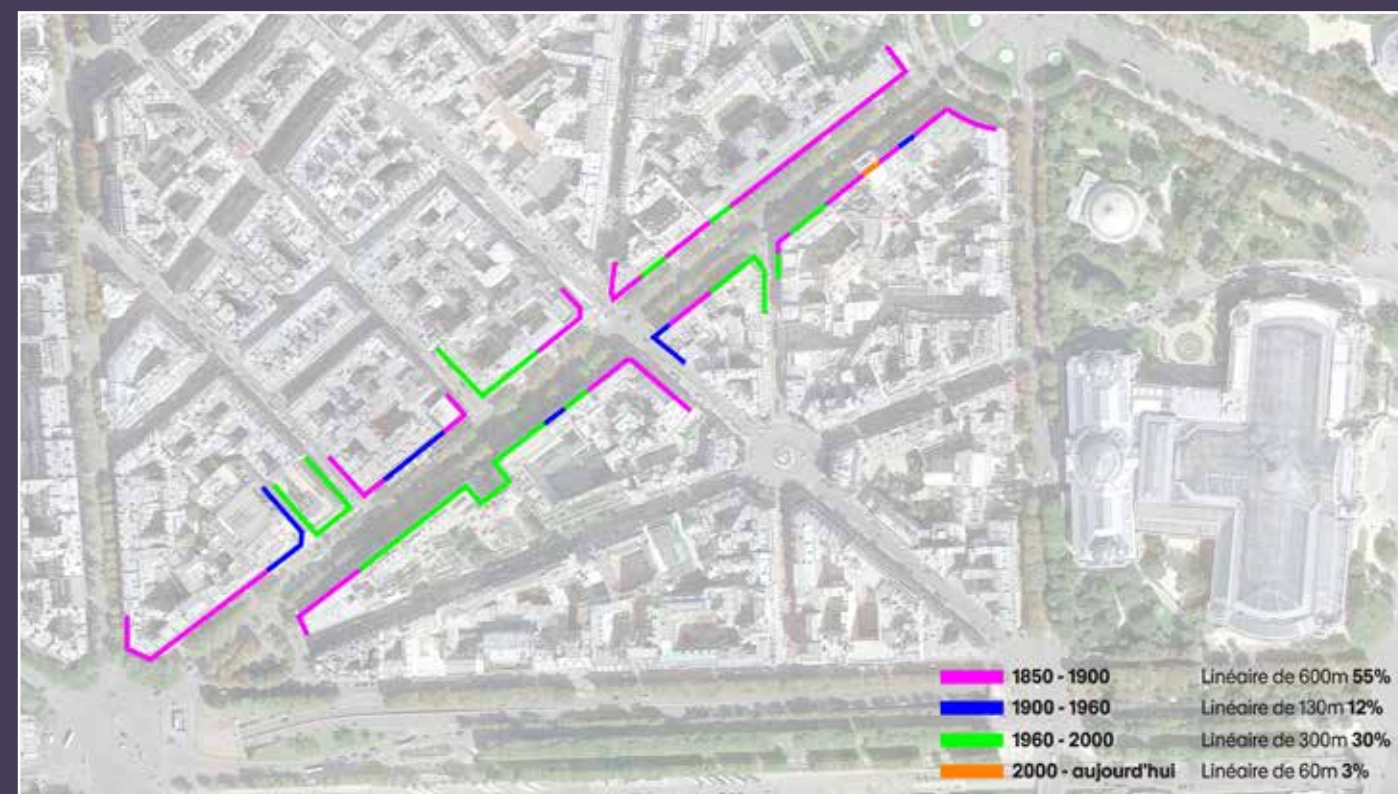 1850 - 1900 Linéaire de 600m 55%
1900 - 1960 Linéaire de 130m 12%
1960 - 2000 Linéaire de 300m 30%
2000 - aujourd'hui Linéaire de 60m 3%